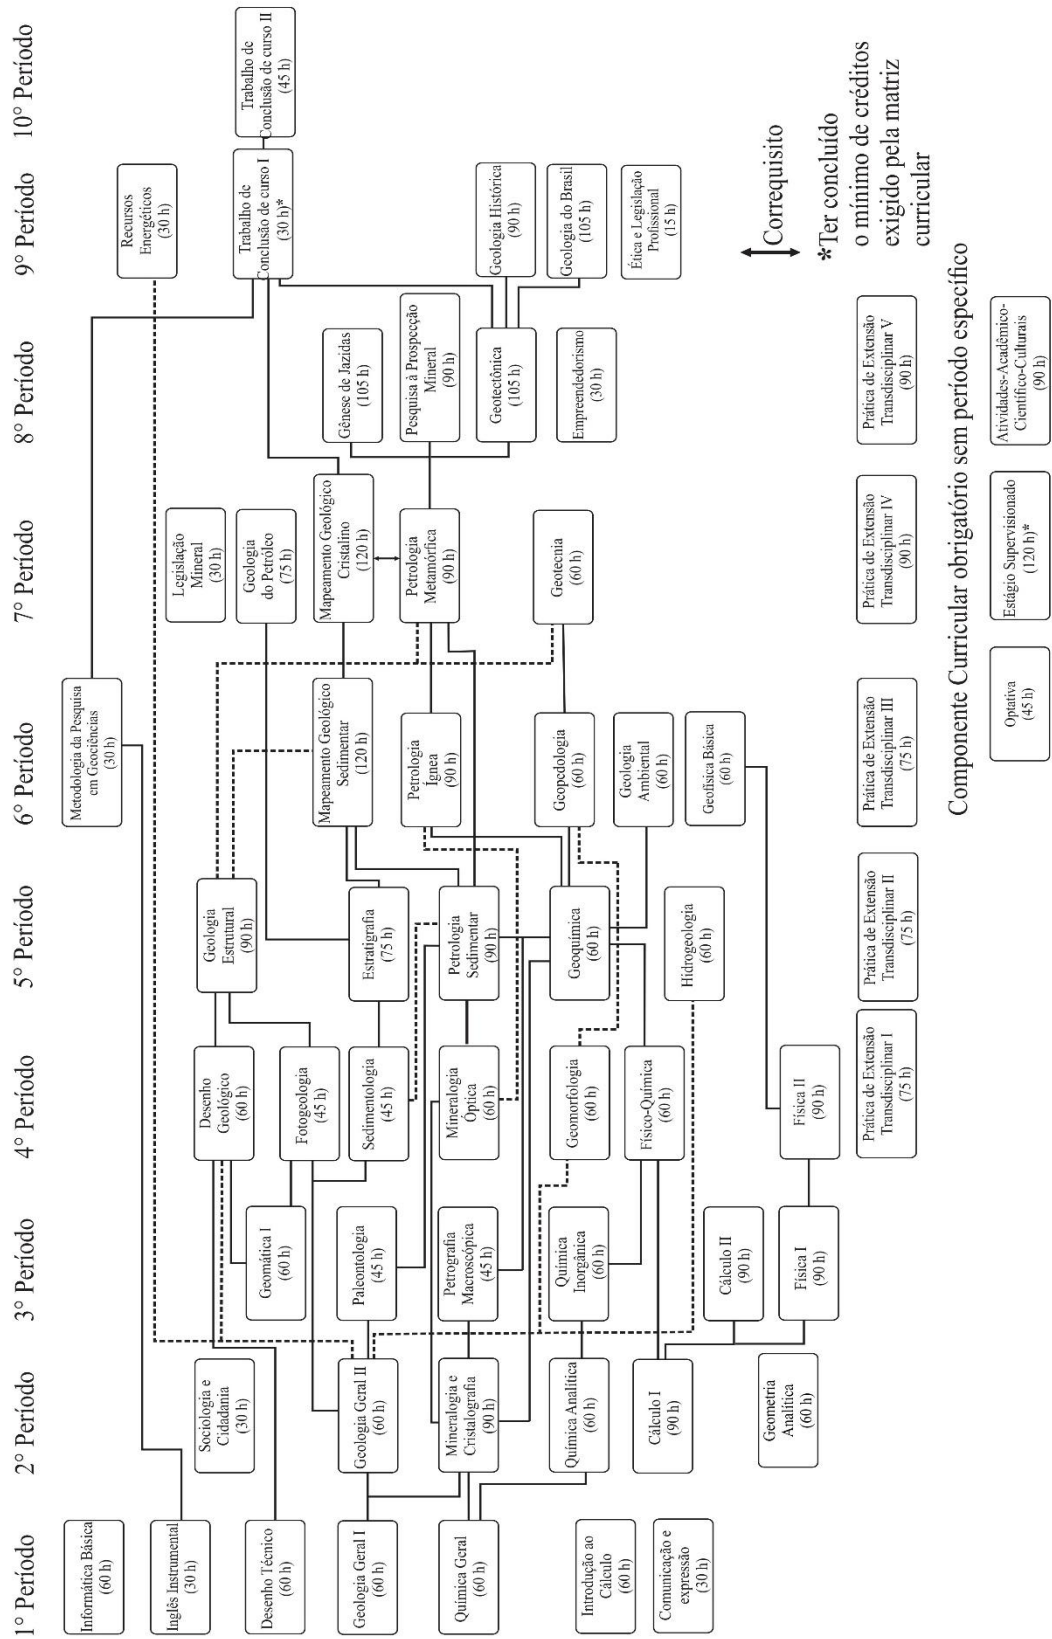 1° Período
2° Período
3° Período
4° Período
5° Período
6° Período
7° Período
8° Período
9° Período
10° Período
Informática Básica
(60 h)
Inglês Instrumental
(30 h)
Desenho Técnico
(60 h)
Geologia Geral I
(60 h)
Química Geral
(60 h)
Introdução ao
Cálculo
(60 h)
Comunicação e
expressão
(30 h)
Sociologia e
Cidadania
(30 h)
Geologia Geral II
(60 h)
Mineralogia e
Cristalografia
(90 h)
Química Analítica
(60 h)
Cálculo I
(90 h)
Geometria
Analítica
(60 h)
Geomática I
(60 h)
Paleontologia
(45 h)
Petrografia
Macroscópica
(45 h)
Química
Inorgânica
(60 h)
Cálculo II
(90 h)
Física I
(90 h)
Desenho
Geológico
(60 h)
Fotogeologia
(45 h)
Sedimentologia
(45 h)
Mineralogia
Óptica
(60 h)
Geomorfologia
(60 h)
Físico-Química
(60 h)
Física II
(90 h)
Prática de Extensão
Transdisciplinar I
(75 h)
Geologia
Estrutural
(90 h)
Estratigrafia
(75 h)
Petrologia
Sedimentar
(90 h)
Geoquímica
(60 h)
Hidrogeologia
(60 h)
Prática de Extensão
Transdisciplinar II
(75 h)
Metodologia da Pesquisa
em Geociências
(30 h)
Mapeamento Geológico
Sedimentar
(120 h)
Petrologia
Ígnea
(90 h)
Geopedologia
(60 h)
Geologia
Ambiental
(60 h)
Geofísica Básica
(60 h)
Prática de Extensão
Transdisciplinar III
(75 h)
Legislação
Mineral
(30 h)
Geologia
do Petróleo
(75 h)
Mapeamento Geológico
Cristalino
(120 h)
Petrologia
Metamórfica
(90 h)
Geotecnia
(60 h)
Prática de Extensão
Transdisciplinar IV
(90 h)
Gênese de Jazidas
(105 h)
Pesquisa à Prospecção
Mineral
(90 h)
Geotectônica
(105 h)
Empreendedorismo
(30 h)
Prática de Extensão
Transdisciplinar V
(90 h)
Recursos
Energéticos
(30 h)
Trabalho de
Conclusão de curso I
(30 h)*
Geologia Histórica
(90 h)
Geologia do Brasil
(105 h)
Ética e Legislação
Profissional
(15 h)
Trabalho de
Conclusão de curso II
(45 h)
Correquisito
*Ter concluído
o mínimo de créditos
exigido pela matriz
curricular
Componente Curricular obrigatório sem período específico
Optativa
(45 h)
Estágio Supervisionado
(120 h)*
Atividades-Acadêmico-
Científico-Culturais
(90 h)